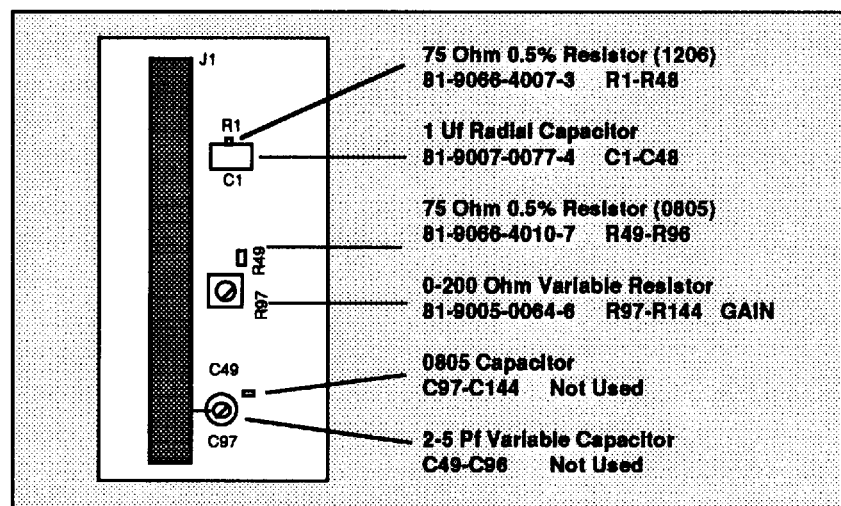 J1
R1
C1
R49
R97
C49
C97
75 Ohm 0.5% Resistor (1206)
81-9066-4007-3 R1-R48
1 Uf Radial Capacitor
81-9007-0077-4 C1-C48
75 Ohm 0.5% Resistor (0805)
81-9066-4010-7 R49-R96
0-200 Ohm Variable Resistor
81-9005-0064-6 R97-R144 GAIN
0805 Capacitor
C97-C144 Not Used
2-5 Pf Variable Capacitor
C49-C96 Not Used